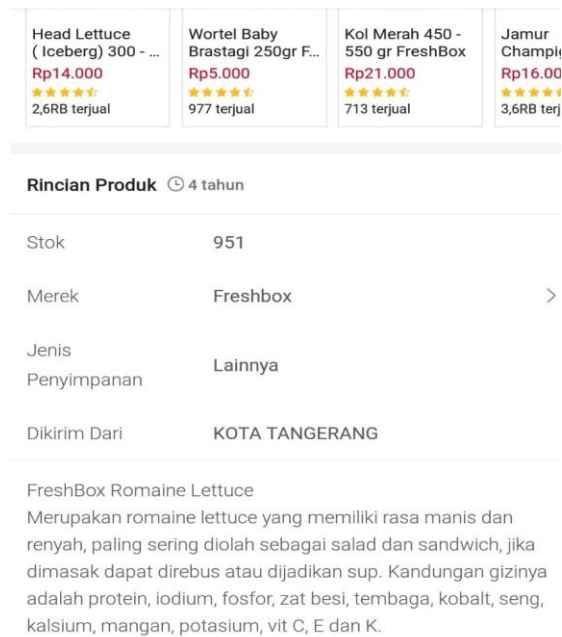 Head Lettuce
( Iceberg) 300 - ...
Rp14.000
2,6RB terjual
Wortel Baby
Brastagi 250gr F...
Rp5.000
977 terjual
Kol Merah 450 -
550 gr FreshBox
Rp21.000
713 terjual
Jamur
Rp16.00
3,6RB terj
Rincian Produk 4 tahun
Stok 951
Merek Freshbox
Jenis
Penyimpanan
Lainnya
Dikirim Dari KOTA TANGERANG
FreshBox Romaine Lettuce
Merupakan romaine lettuce yang memiliki rasa manis dan
renyah, paling sering diolah sebagai salad dan sandwich, jika
dimasak dapat direbus atau dijadikan sup. Kandungan gizinya
adalah protein, iodium, fosfor, zat besi, tembaga, kobalt, seng,
kalsium, mangan, potasium, vit C, E dan K.